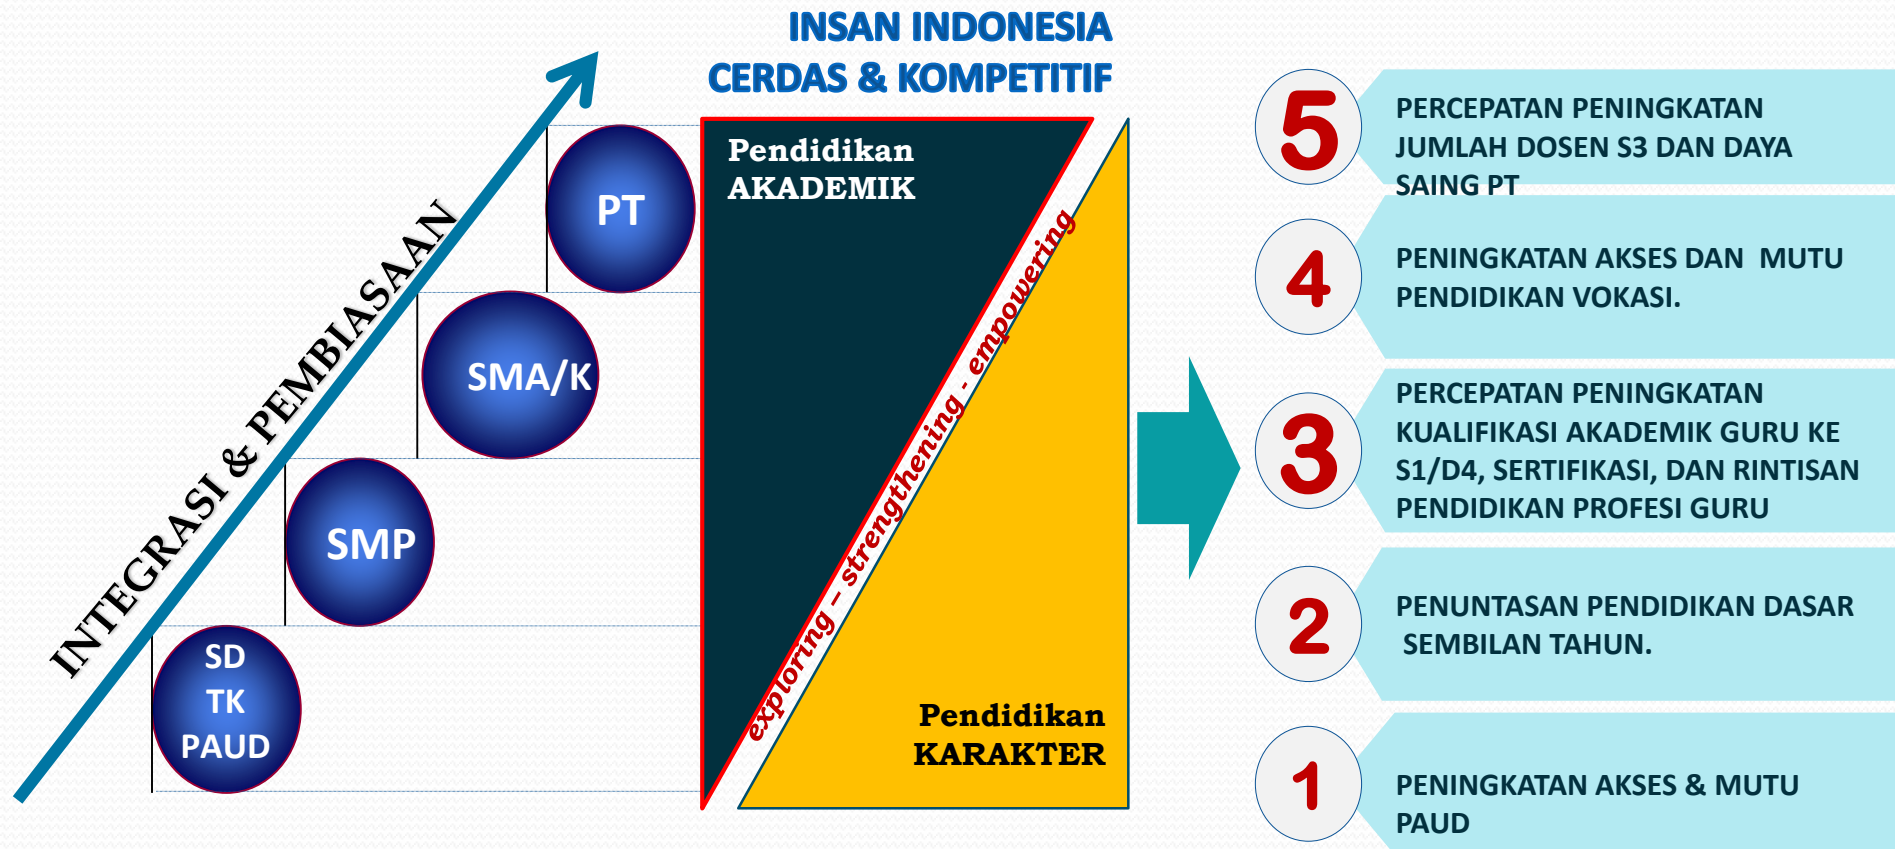 INSAN INDONESIA
CERDAS & KOMPETITIF
INTEGRASI & PEMBIASAAN
PT
SMA/K
SMP
SD
TK
PAUD
Pendidikan
AKADEMIK
exploring – strengthening - empowering
Pendidikan
KARAKTER
5
PERCEPATAN PENINGKATAN
JUMLAH DOSEN S3 DAN DAYA
SAING PT
4
PENINGKATAN AKSES DAN  MUTU
PENDIDIKAN VOKASI.
3
PERCEPATAN PENINGKATAN
KUALIFIKASI AKADEMIK GURU KE
S1/D4, SERTIFIKASI, DAN RINTISAN
PENDIDIKAN PROFESI GURU
2
PENUNTASAN PENDIDIKAN DASAR
SEMBILAN TAHUN.
1
PENINGKATAN AKSES & MUTU
PAUD